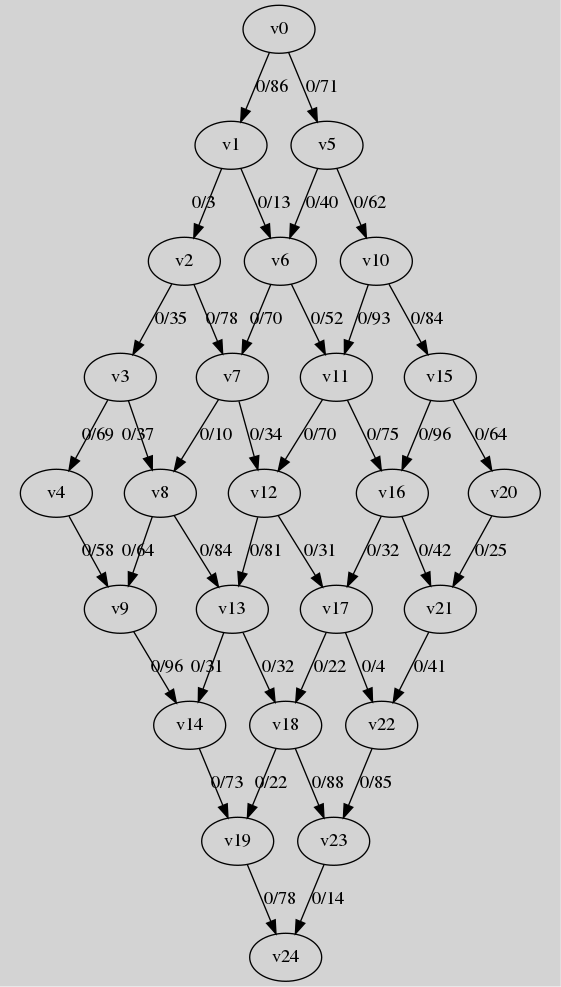 v0
0/86 0/71
v1 v5
0/3 0/13 0/40 0/62
v2 v6 v10
0/35 0/78 0/70 0/52 0/93 0/84
v3 v7 v11 v15
0/69 0/37 0/10 0/34 0/70 0/75 0/96 0/64
v4 v8 v12 v16 v20
0/58 0/64 0/84 0/81 0/31 0/32 0/42 0/25
v9 v13 v17 v21
0/96 0/31 0/32 0/22 0/4 0/41
v14 v18 v22
0/73 0/22 0/88 0/85
v19 v23
0/78 0/14
v24